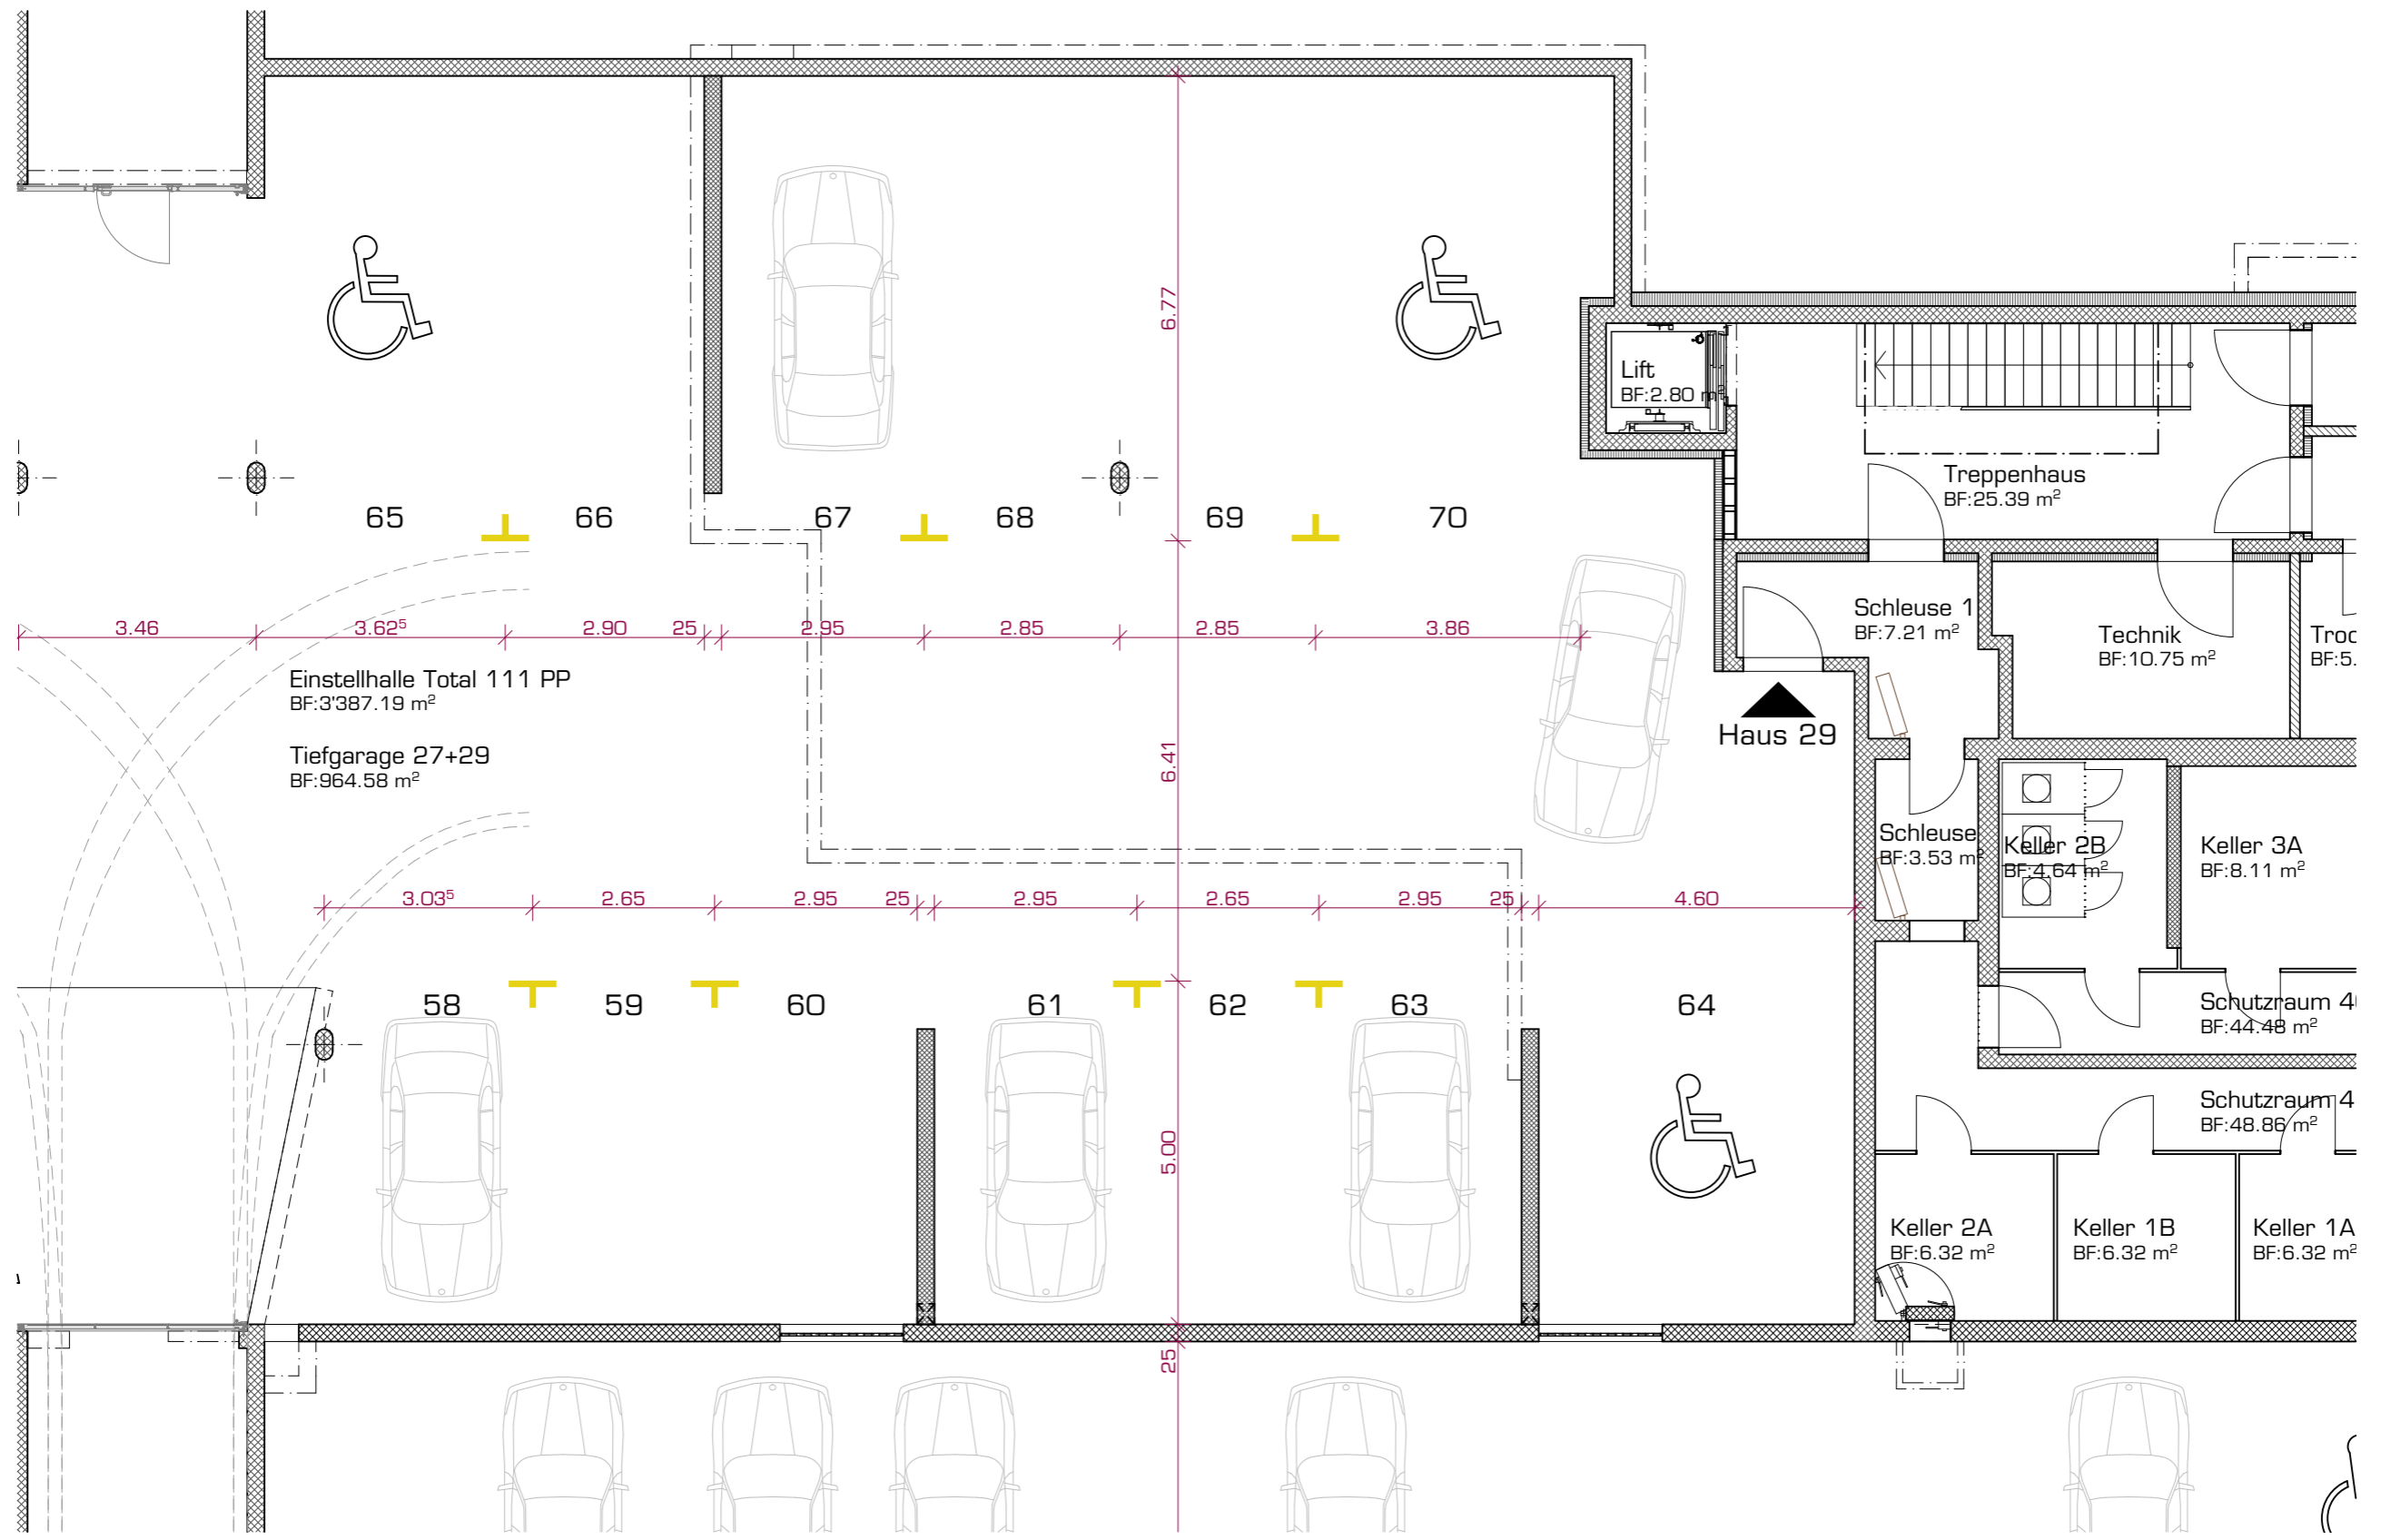 6.77
Lift
BF:2.80 m²
Treppenhaus
BF:25.39 m²
65
66
67
68
69
70
3.46
3.62⁵
2.90
25
2.95
2.85
2.85
3.86
Schleuse 1
BF:7.21 m²
Technik
BF:10.75 m²
Troc
BF:5.
Einstellhalle Total 111 PP
BF:3'387.19 m²
Tiefgarage 27+29
BF:964.58 m²
Haus 29
6.41
Schleuse
BF:3.53 m²
Keller 2B
BF:4.64 m²
Keller 3A
BF:8.11 m²
3.03⁵
2.65
2.95
25
2.95
2.65
2.95
25
4.60
58
59
60
61
62
63
64
Schutzraum 4
BF:44.48 m²
Schutzraum 4
BF:48.86 m²
5.00
Keller 2A
BF:6.32 m²
Keller 1B
BF:6.32 m²
Keller 1A
BF:6.32 m²
25